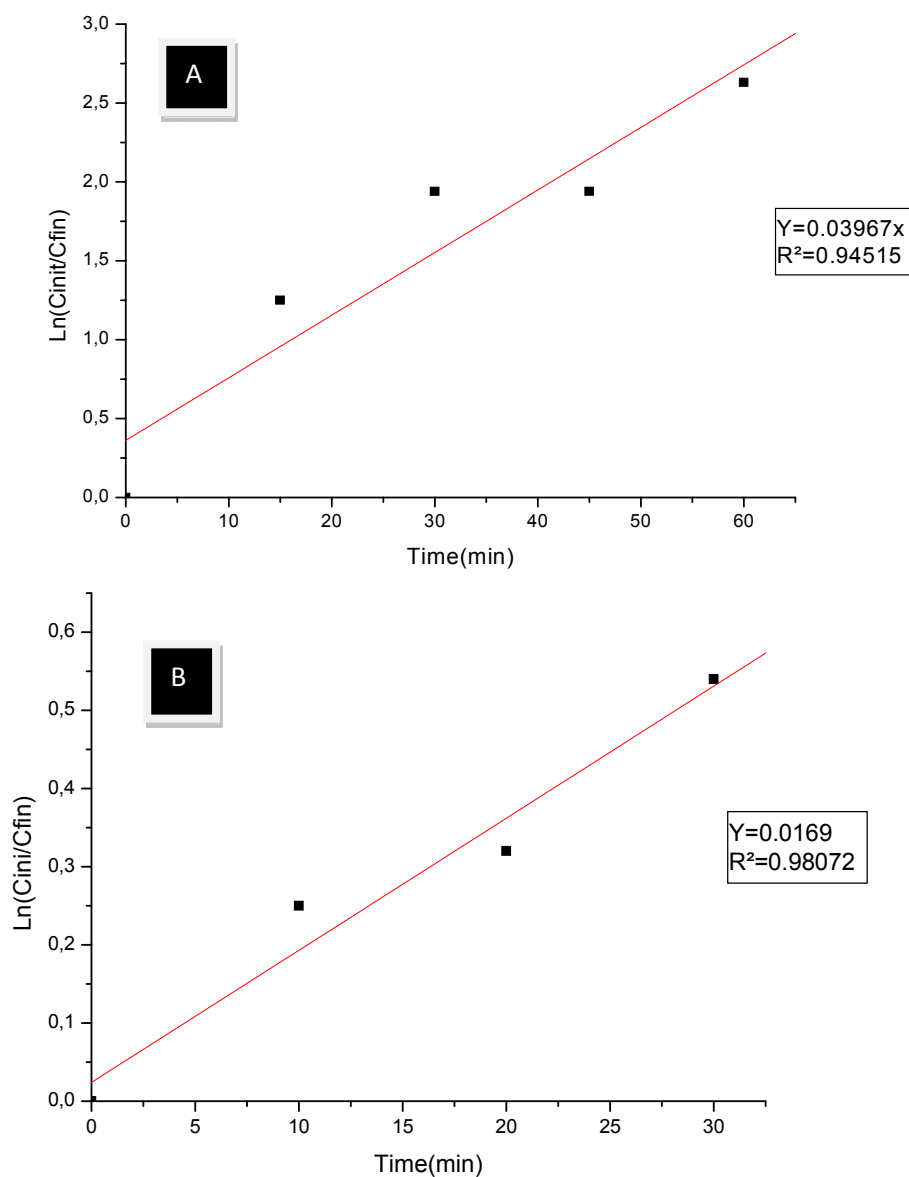 A
3,0
2,5
2,0
1,5
1,0
0,5
0,0
Ln(Cinit/Cfin)
Y=0.03967x
R²=0.94515
0 10 20 30 40 50 60
Time(min)
B
0,6
0,5
0,4
0,3
0,2
0,1
0,0
Ln(Cini/Cfin)
Y=0.0169
R²=0.98072
0 5 10 15 20 25 30
Time(min)